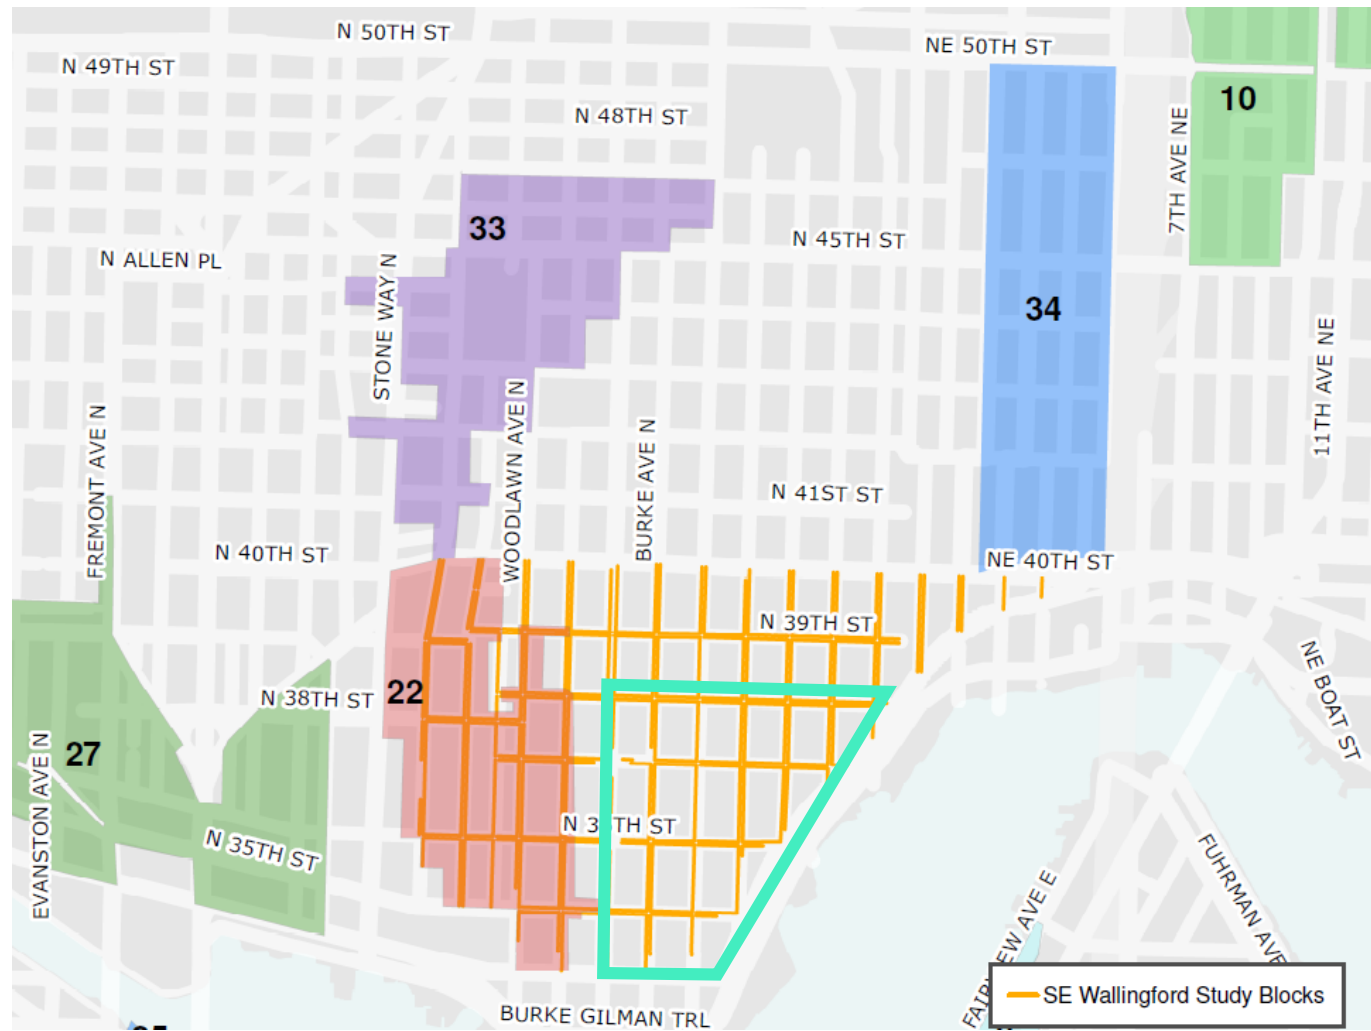 N 50TH ST
NE 50TH ST
N 49TH ST
10
N 48TH ST
7TH AVE NE
33
N 45TH ST
N ALLEN PL
STONE WAY N
34
11TH AVE NE
FREMONT AVE N
WOODLAWN AVE N
BURKE AVE N
N 41ST ST
N 40TH ST
NE 40TH ST
N 39TH ST
NE BOAT ST
N 38TH ST
22
27
EVANSTON AVE N
N 35TH ST
ST
FUHRMAN AVE
AVE E
SE Wallingford Study Blocks
BURKE GILMAN TRL